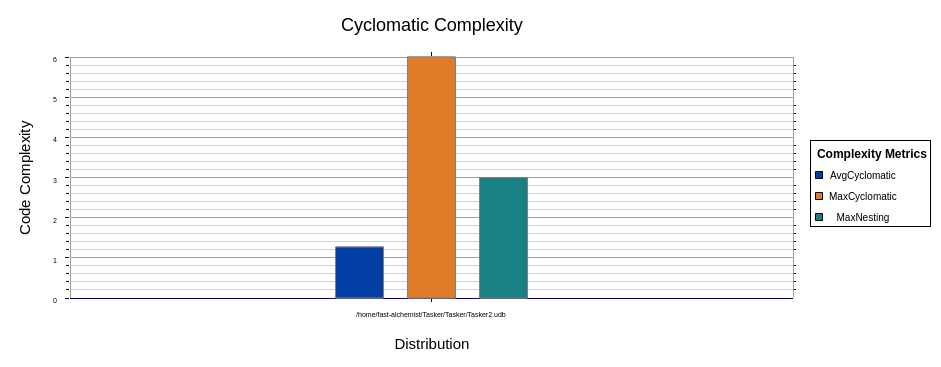 Cyclomatic Complexity
Code Complexity
6
5
4
3
2
1
0
/home/fast-alchemist/Tasker/Tasker/Tasker2.udb
Distribution
Complexity Metrics
AvgCyclomatic
MaxCyclomatic
MaxNesting